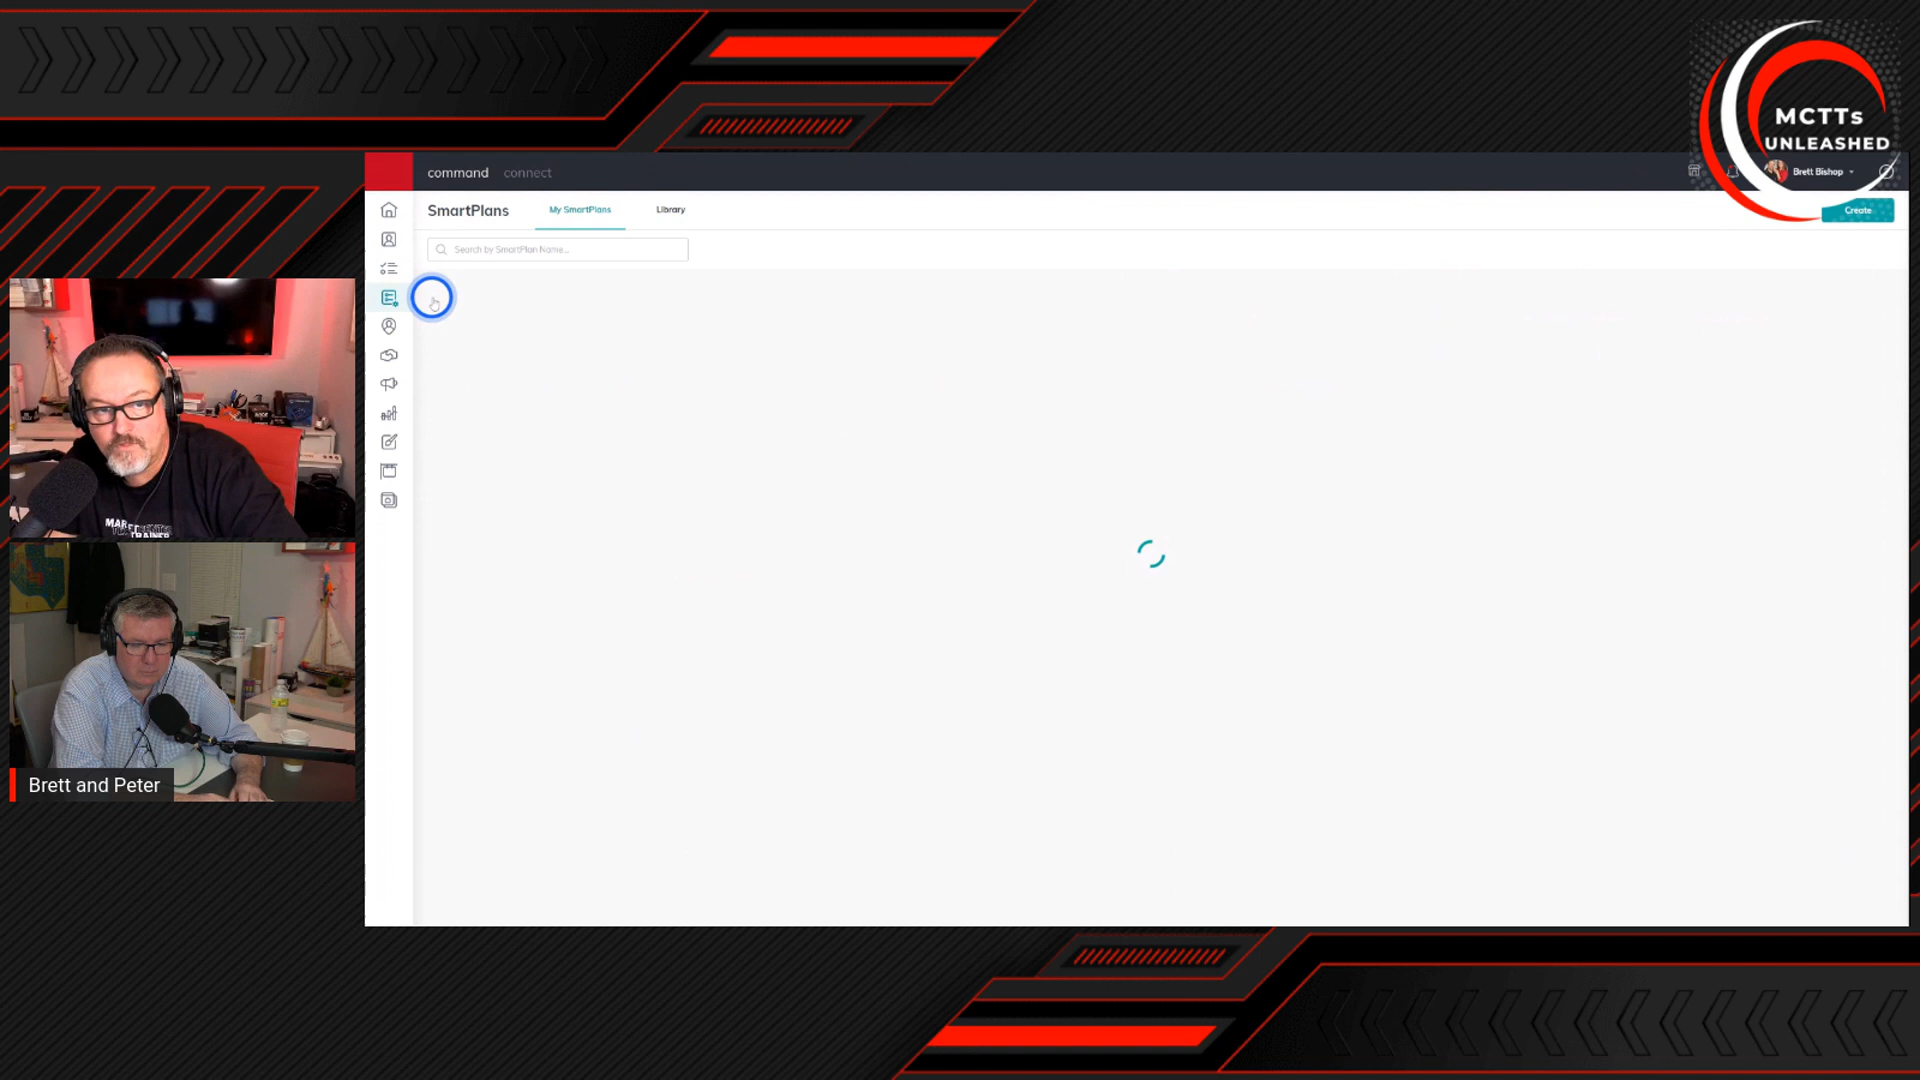 MCTTs
UNLEASHED
command connect
Brett Bishop
SmartPlans My SmartPlans Library
Create
Search by SmartPlan Name...
Brett and Peter